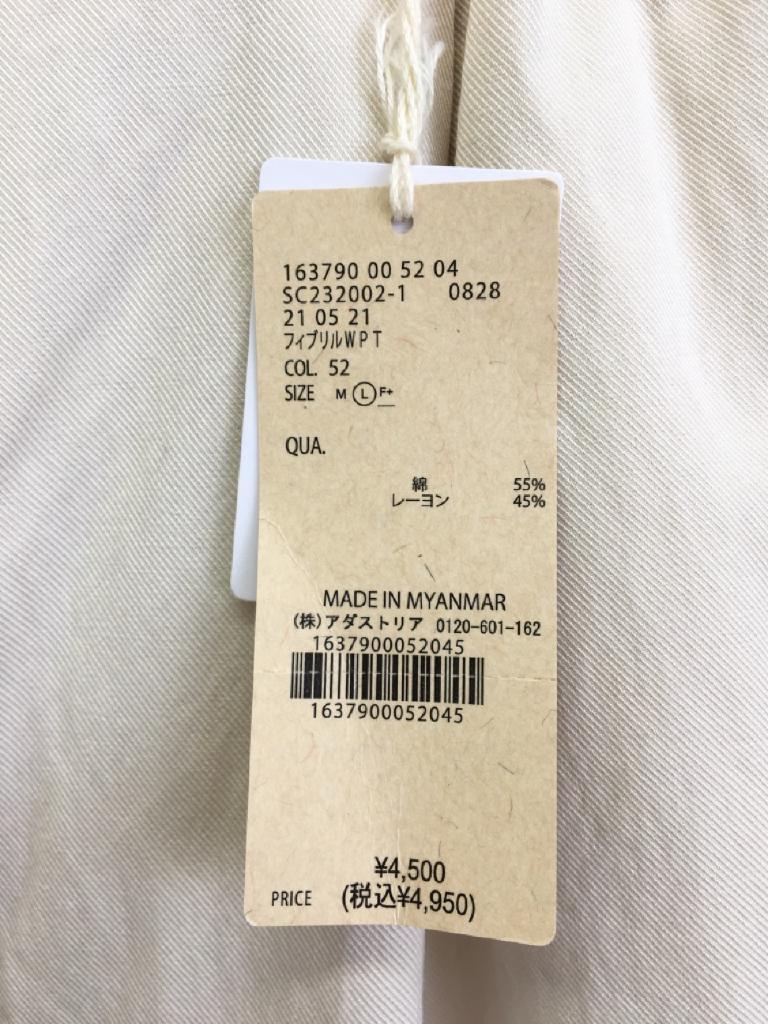 163790 00 52 04
SC232002-1 0828
21 05 21
フィブリルWPT
COL. 52
SIZE M L F+
QUA.
綿 55%
レーヨン 45%
MADE IN MYANMAR
(株)アダストリア 0120-601-162
1637900052045
1637900052045
¥4,500
PRICE (税込¥4,950)